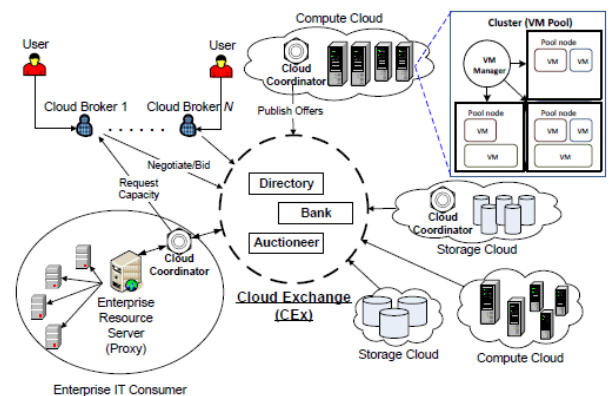 User
User
Compute Cloud
Cloud
Coordinator
Cluster (VM Pool)
VM
Manager
Pool node
VM
VM
Pool node
VM
VM
Pool node
VM
VM
VM
Cloud Broker 1
Cloud Broker N
Publish Offers
Negotiate/Bid
Request
Capacity
Directory
Bank
Auctioneer
Cloud Exchange
(CEx)
Cloud
Coordinator
Storage Cloud
Cloud
Coordinator
Enterprise
Resource
Server
(Proxy)
Storage Cloud
Compute Cloud
Enterprise IT Consumer